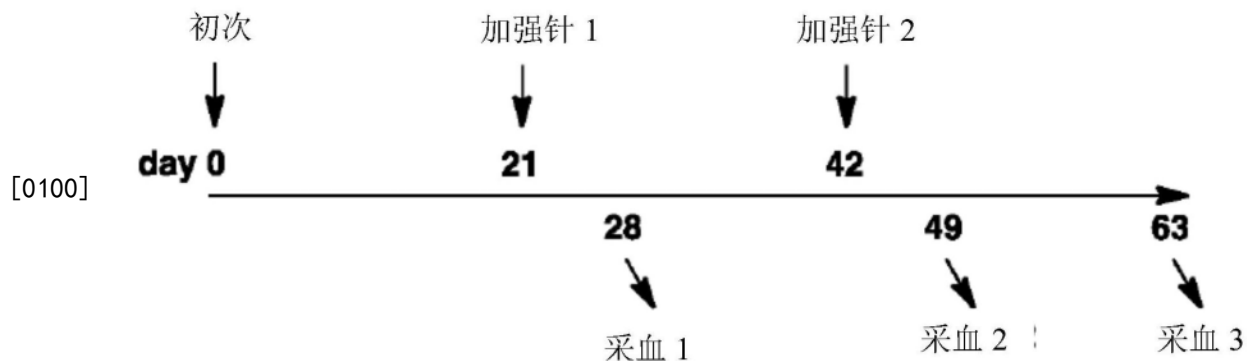 初次 加强针 1 加强针 2
day 0 21 42
[0100]
28 49 63
采血 1 采血 2 采血 3